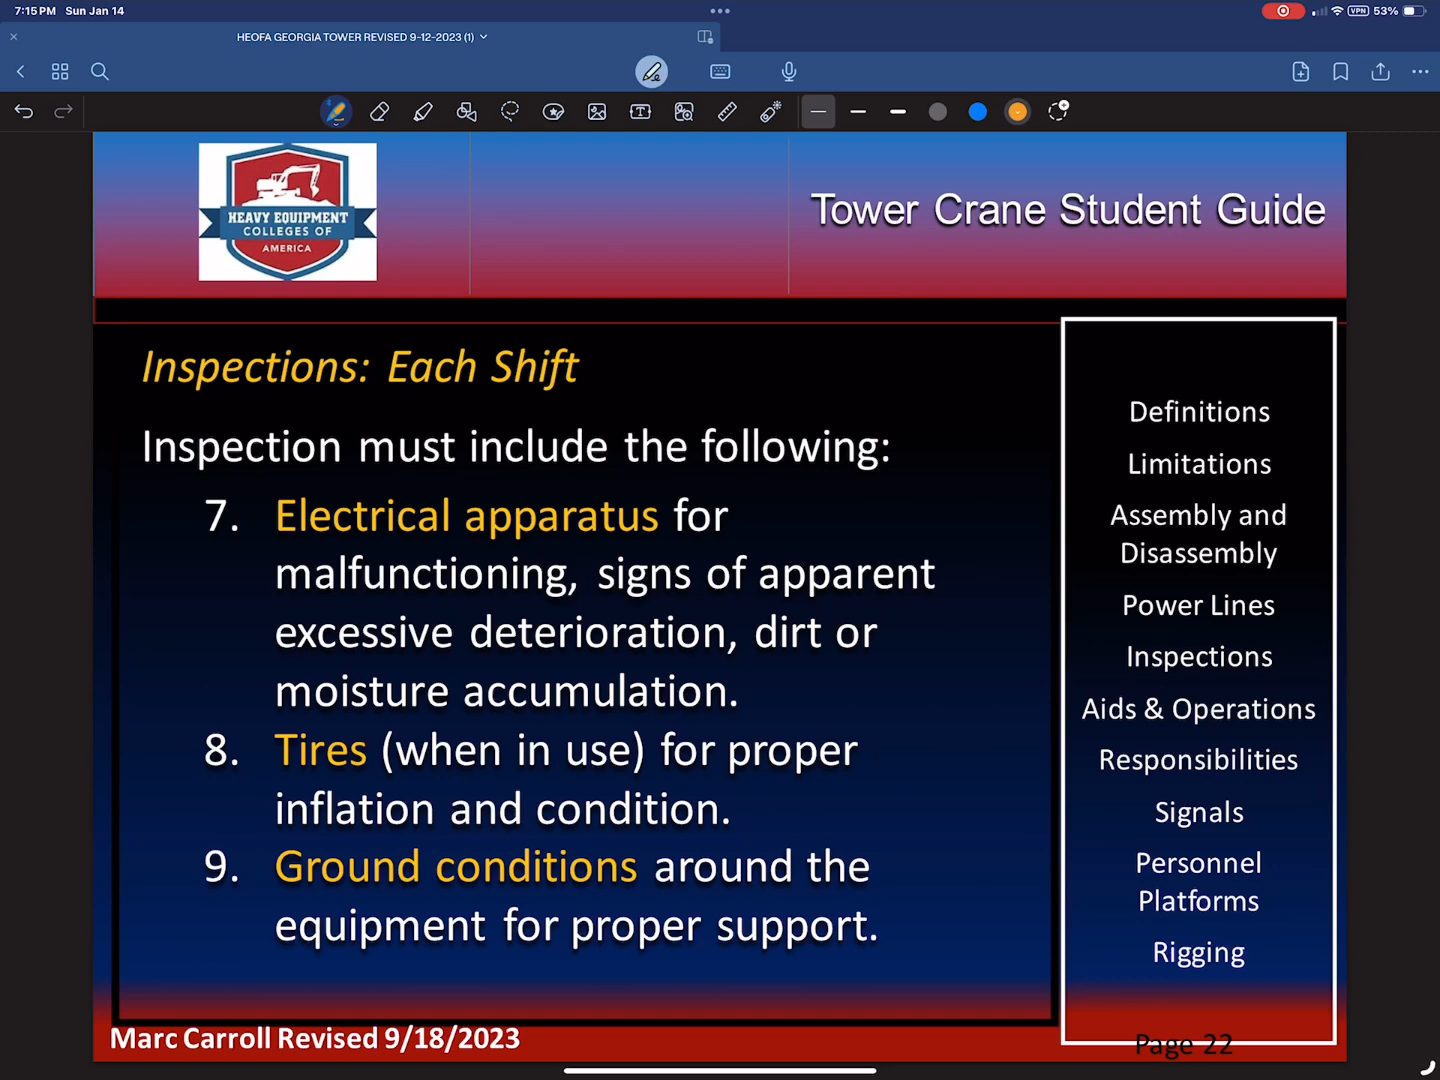 7:15 PM Sun Jan 14
VPN 53%
HEOFA GEORGIA TOWER REVISED 9-12-2023 (1)
HEAVY EQUIPMENT
COLLEGES OF
AMERICA
Tower Crane Student Guide
Inspections: Each Shift
Inspection must include the following:
7. Electrical apparatus for
malfunctioning, signs of apparent
excessive deterioration, dirt or
moisture accumulation.
8. Tires (when in use) for proper
inflation and condition.
9. Ground conditions around the
equipment for proper support.
Definitions
Limitations
Assembly and
Disassembly
Power Lines
Inspections
Aids & Operations
Responsibilities
Signals
Personnel
Platforms
Rigging
Marc Carroll Revised 9/18/2023
Page 22